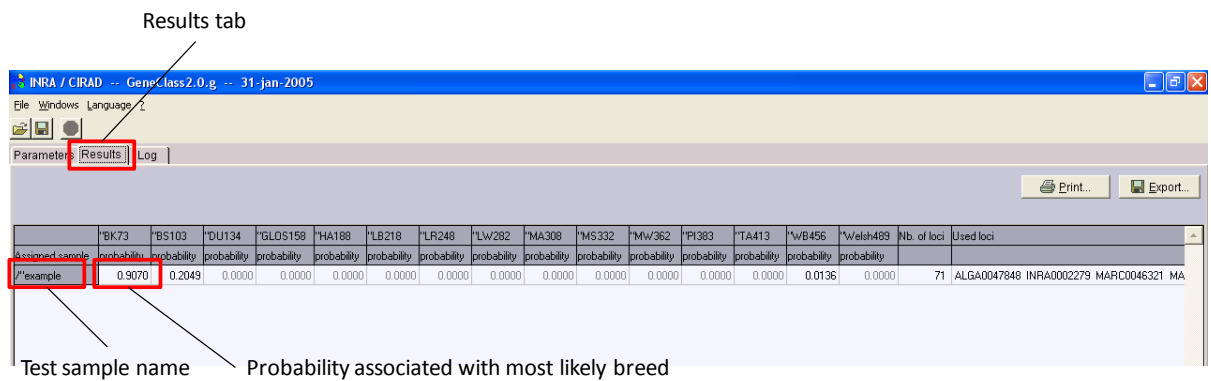 Results tab
INRA / CIRAD -- GeneClass2.0.g -- 31-jan-2005
File Windows Language ?
Parameters Results Log
Print... Export...
"BK73 "BS103 "DU134 "GLOS158 "HA188 "LB218 "LR248 "LW282 "MA308 "MS332 "MW362 "PI383 "TA413 "WB456 "Welsh489 Nb. of loci Used loci
Assigned sample probability probability probability probability probability probability probability probability probability probability probability probability probability probability probability
/"example 0.9070 0.2049 0.0000 0.0000 0.0000 0.0000 0.0000 0.0000 0.0000 0.0000 0.0000 0.0000 0.0000 0.0136 0.0000 71 ALGA0047848 INRA0002279 MARC0046321 MA
Test sample name Probability associated with most likely breed